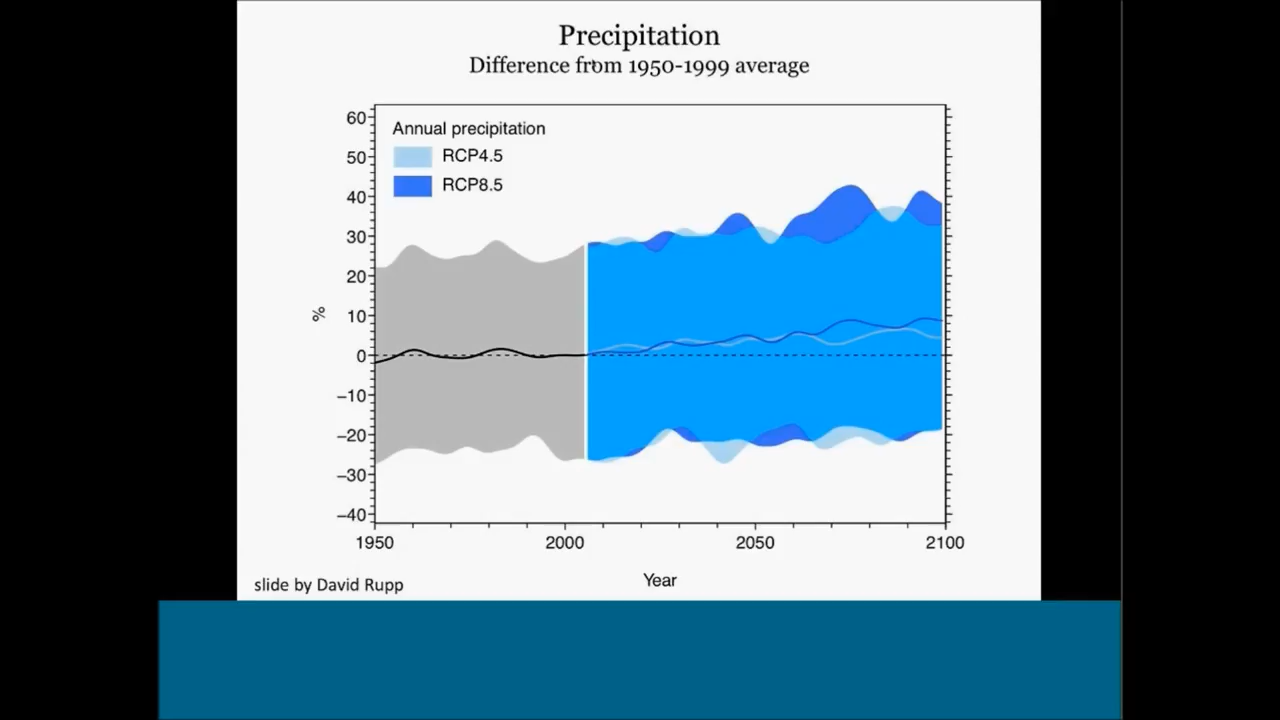 Precipitation
Difference from 1950-1999 average
Annual precipitation
RCP4.5
RCP8.5
60
50
40
30
20
10
0
−10
−20
−30
−40
%
1950 2000 2050 2100
Year
slide by David Rupp